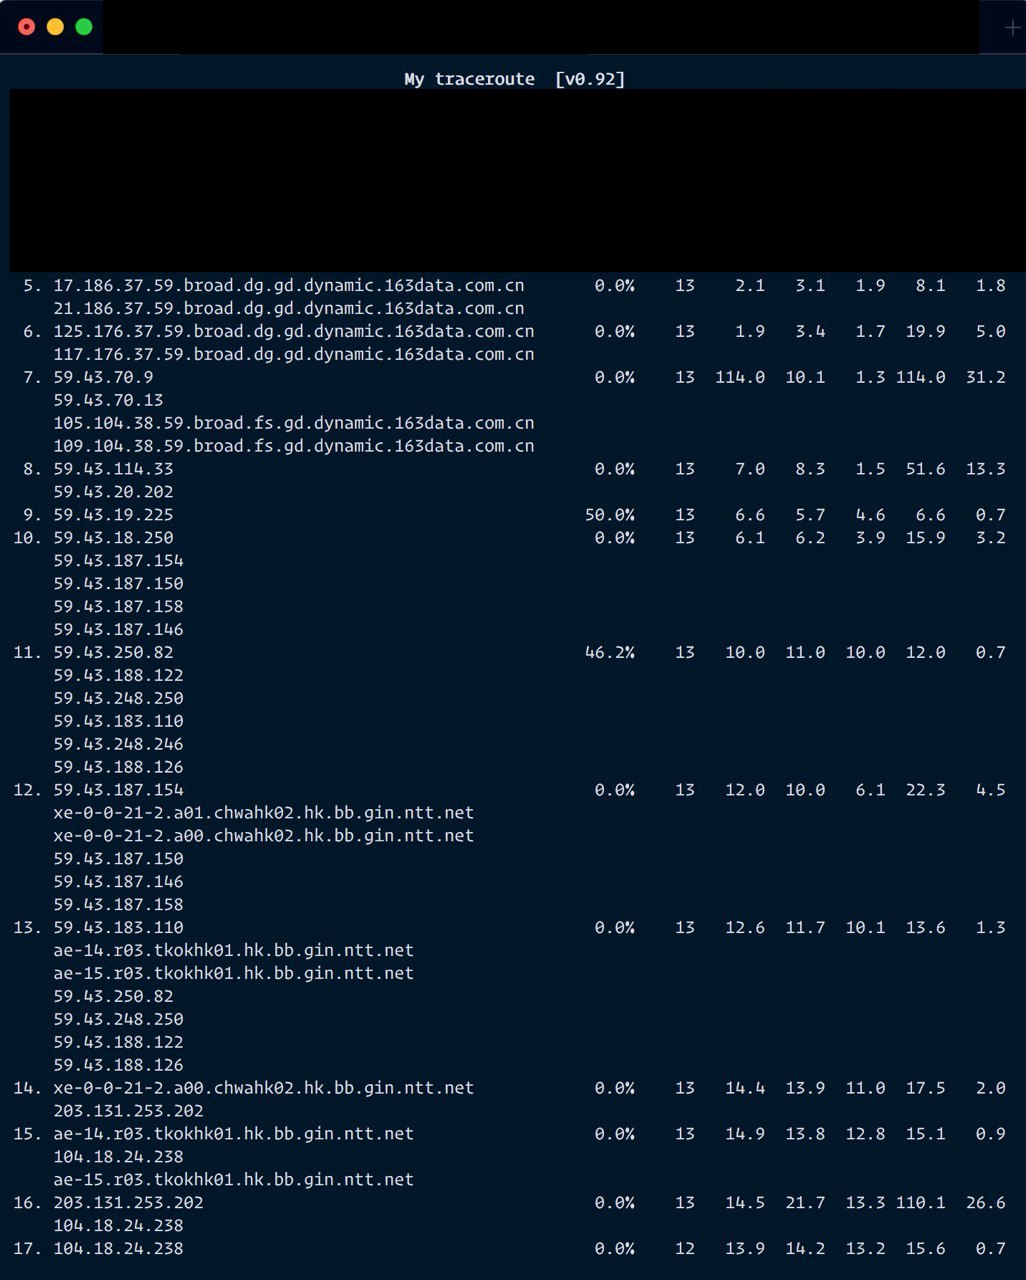 My traceroute [v0.92]
5. 17.186.37.59.broad.dg.gd.dynamic.163data.com.cn 0.0% 13 2.1 3.1 1.9 8.1 1.8
21.186.37.59.broad.dg.gd.dynamic.163data.com.cn
6. 125.176.37.59.broad.dg.gd.dynamic.163data.com.cn 0.0% 13 1.9 3.4 1.7 19.9 5.0
117.176.37.59.broad.dg.gd.dynamic.163data.com.cn
7. 59.43.70.9 0.0% 13 114.0 10.1 1.3 114.0 31.2
59.43.70.13
105.104.38.59.broad.fs.gd.dynamic.163data.com.cn
109.104.38.59.broad.fs.gd.dynamic.163data.com.cn
8. 59.43.114.33 0.0% 13 7.0 8.3 1.5 51.6 13.3
59.43.20.202
9. 59.43.19.225 50.0% 13 6.6 5.7 4.6 6.6 0.7
10. 59.43.18.250 0.0% 13 6.1 6.2 3.9 15.9 3.2
59.43.187.154
59.43.187.150
59.43.187.158
59.43.187.146
11. 59.43.250.82 46.2% 13 10.0 11.0 10.0 12.0 0.7
59.43.188.122
59.43.248.250
59.43.183.110
59.43.248.246
59.43.188.126
12. 59.43.187.154 0.0% 13 12.0 10.0 6.1 22.3 4.5
xe-0-0-21-2.a01.chwahk02.hk.bb.gin.ntt.net
xe-0-0-21-2.a00.chwahk02.hk.bb.gin.ntt.net
59.43.187.150
59.43.187.146
59.43.187.158
13. 59.43.183.110 0.0% 13 12.6 11.7 10.1 13.6 1.3
ae-14.r03.tkokhk01.hk.bb.gin.ntt.net
ae-15.r03.tkokhk01.hk.bb.gin.ntt.net
59.43.250.82
59.43.248.250
59.43.188.122
59.43.188.126
14. xe-0-0-21-2.a00.chwahk02.hk.bb.gin.ntt.net 0.0% 13 14.4 13.9 11.0 17.5 2.0
203.131.253.202
15. ae-14.r03.tkokhk01.hk.bb.gin.ntt.net 0.0% 13 14.9 13.8 12.8 15.1 0.9
104.18.24.238
ae-15.r03.tkokhk01.hk.bb.gin.ntt.net
16. 203.131.253.202 0.0% 13 14.5 21.7 13.3 110.1 26.6
104.18.24.238
17. 104.18.24.238 0.0% 12 13.9 14.2 13.2 15.6 0.7